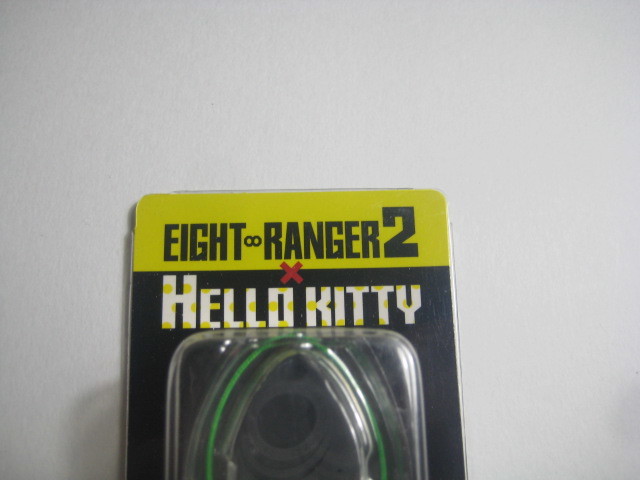 EIGHT∞RANGER2
×
HELLO KITTY